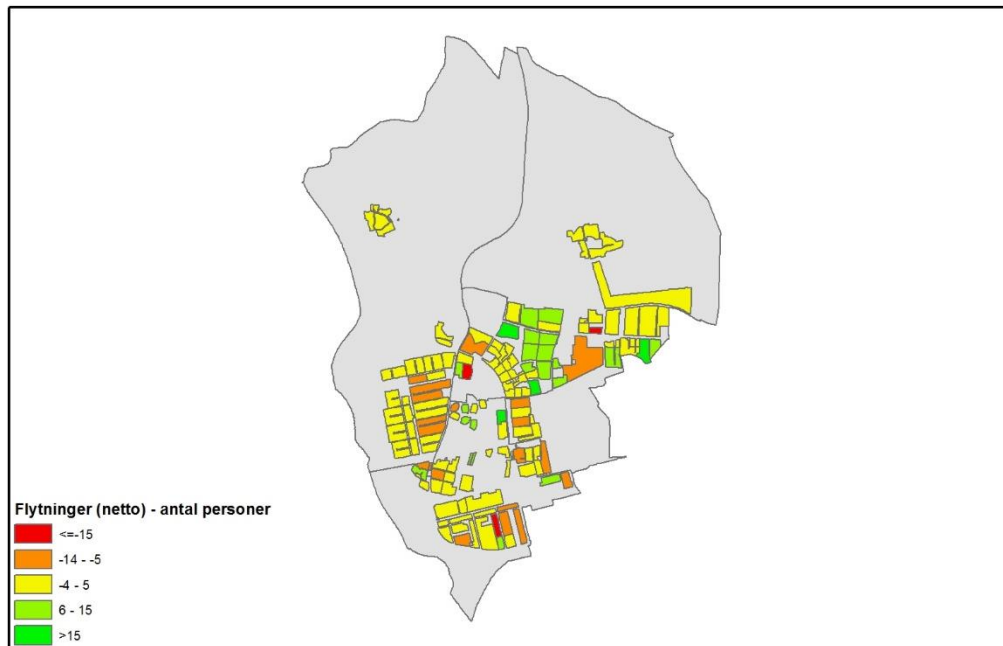 Flytninger (netto) - antal personer
<=-15
-14 - -5
-4 - 5
6 - 15
>15